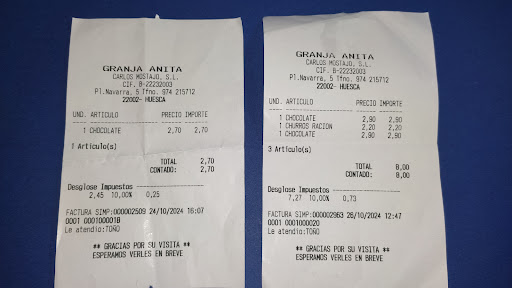 GRANJA ANITA
CARLOS MOSTAJO, S.L.
CIF. B-22232003
Pl.Navarra, 5 Tfno. 974 215712
22002- HUESCA
UND. ARTICULO PRECIO IMPORTE
1 CHOCOLATE 2,70 2,70
1 Artículo(s)
TOTAL 2,70
CONTADO: 2,70
Desglose Impuestos
2,45 10,00% 0,25
FACTURA SIMP:000002509 24/10/2024 16:07
0001 000100001B
Le atendio:TOÑO
** GRACIAS POR SU VISITA **
ESPERAMOS VERLES EN BREVE
GRANJA ANITA
CARLOS MOSTAJO, S.L.
CIF. B-22232003
Pl.Navarra, 5 Tfno. 974 215712
22002- HUESCA
UND. ARTICULO PRECIO IMPORTE
1 CHOCOLATE 2,90 2,90
1 CHURROS RACION 2,20 2,20
1 CHOCOLATE 2,90 2,90
3 Artículo(s)
TOTAL 8,00
CONTADO: 8,00
Desglose Impuestos
7,27 10,00% 0,73
FACTURA SIMP:000002963 26/10/2024 12:47
0001 0001000020
Le atendio:TOÑO
** GRACIAS POR SU VISITA **
ESPERAMOS VERLES EN BREVE